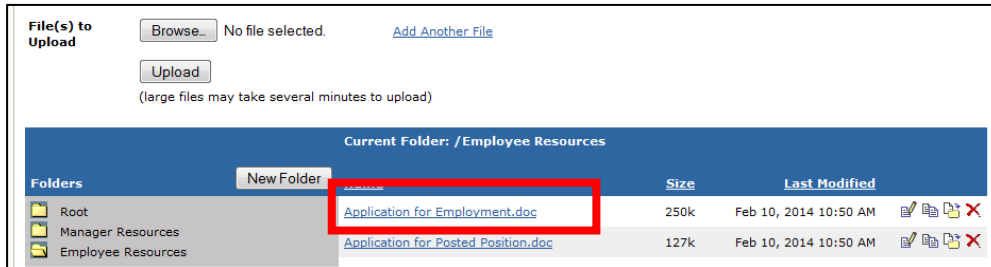 File(s) to Upload
Browse_ No file selected. Add Another File
Upload
(large files may take several minutes to upload)
Current Folder: /Employee Resources
Folders New Folder Size Last Modified
Root Application for Employment.doc 250k Feb 10, 2014 10:50 AM
Manager Resources
Application for Posted Position.doc 127k Feb 10, 2014 10:50 AM
Employee Resources